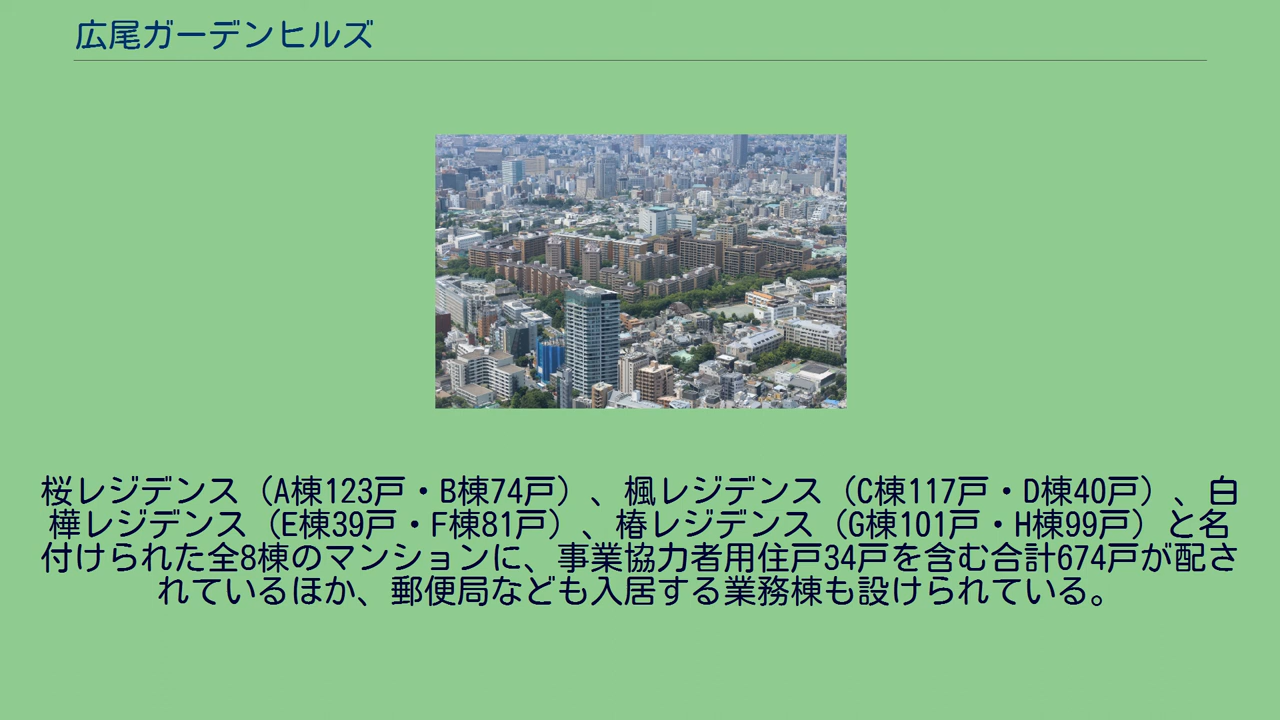 広尾ガーデンヒルズ
桜レジデンス（A棟123戸・B棟74戸）、楓レジデンス（C棟117戸・D棟40戸）、白
樺レジデンス（E棟39戸・F棟81戸）、椿レジデンス（G棟101戸・H棟99戸）と名
付けられた全8棟のマンションに、事業協力者用住戸34戸を含む合計674戸が配さ
れているほか、郵便局なども入居する業務棟も設けられている。